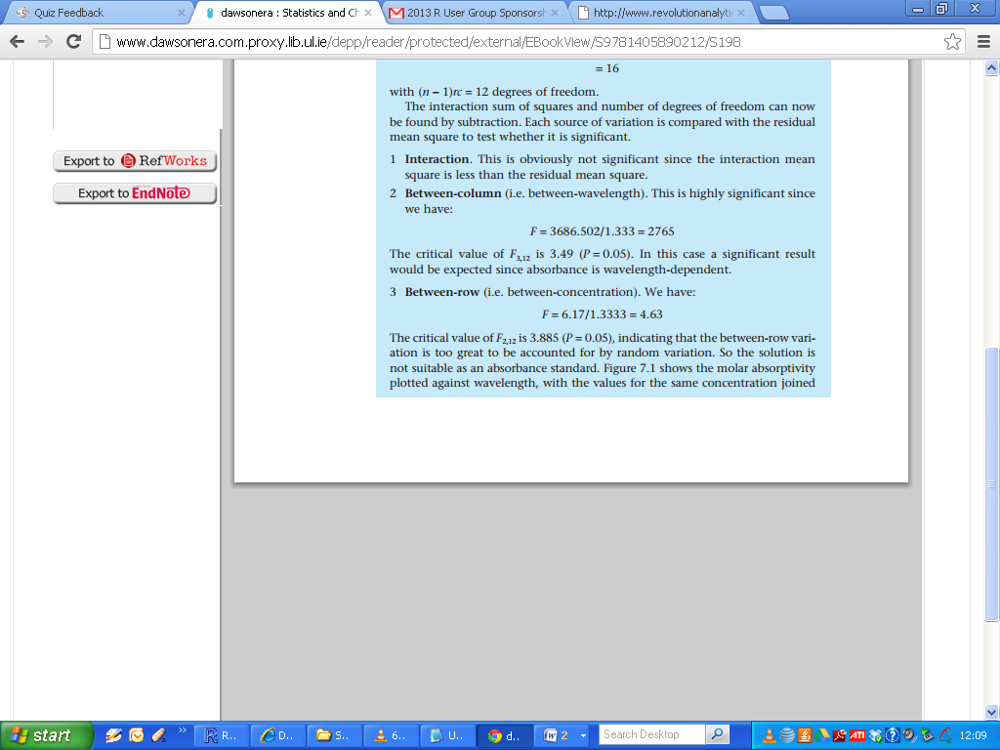 Quiz Feedback
dawsonera : Statistics and Ch
2013 R User Group Sponsorsh
http://www.revolutionanalytic
www.dawsonera.com.proxy.lib.ul.ie/depp/reader/protected/external/EBookView/S9781405890212/S198
= 16
with (n − 1)rc = 12 degrees of freedom.
The interaction sum of squares and number of degrees of freedom can now
be found by subtraction. Each source of variation is compared with the residual
mean square to test whether it is significant.
1 Interaction. This is obviously not significant since the interaction mean
square is less than the residual mean square.
2 Between-column (i.e. between-wavelength). This is highly significant since
we have:
F = 3686.502/1.333 = 2765
The critical value of F3,12 is 3.49 (P = 0.05). In this case a significant result
would be expected since absorbance is wavelength-dependent.
3 Between-row (i.e. between-concentration). We have:
F = 6.17/1.3333 = 4.63
The critical value of F2,12 is 3.885 (P = 0.05), indicating that the between-row vari-
ation is too great to be accounted for by random variation. So the solution is
not suitable as an absorbance standard. Figure 7.1 shows the molar absorptivity
plotted against wavelength, with the values for the same concentration joined
Export to RefWorks
Export to EndNote
start
R..
D..
S..
6..
U..
d..
2
Search Desktop
ATI
12:09